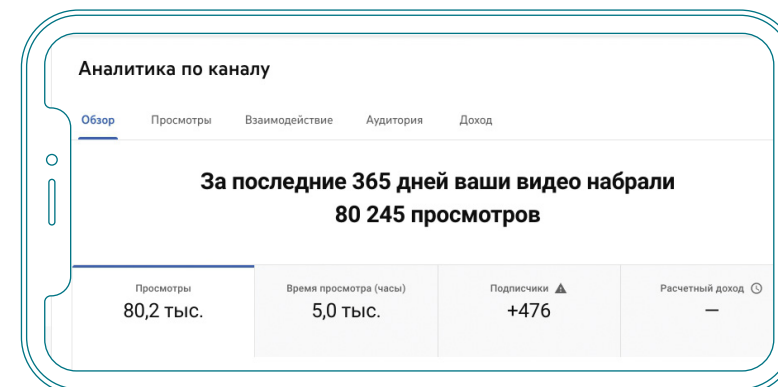 Аналитика по каналу
Обзор Просмотры Взаимодействие Аудитория Доход
За последние 365 дней ваши видео набрали
80 245 просмотров
Просмотры Время просмотра (часы) Подписчики Расчетный доход
80,2 тыс. 5,0 тыс. +476 —